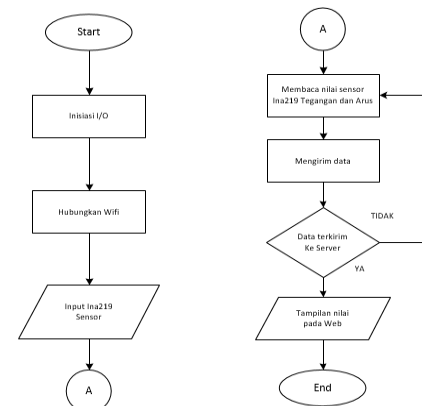 Start
Inisiasi I/O
Hubungkan Wifi
Input Ina219
Sensor
A
A
Membaca nilai sensor
Ina219 Tegangan dan Arus
Mengirim data
Data terkirim
Ke Server
TIDAK
YA
Tampilan nilai
pada Web
End